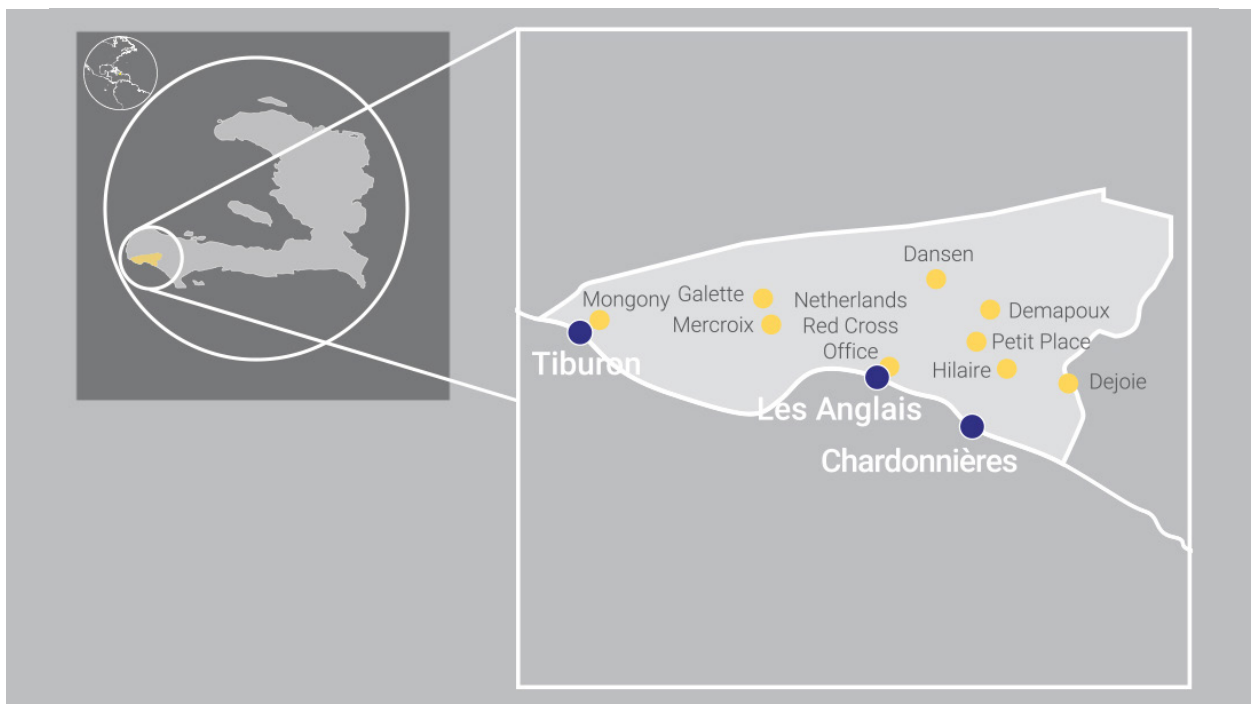 Dansen
Mongony
Galette
Netherlands
Red Cross
Office
Mercroix
Demapoux
Petit Place
Hilaire
Dejoie
Tiburon
Les Anglais
Chardonnières